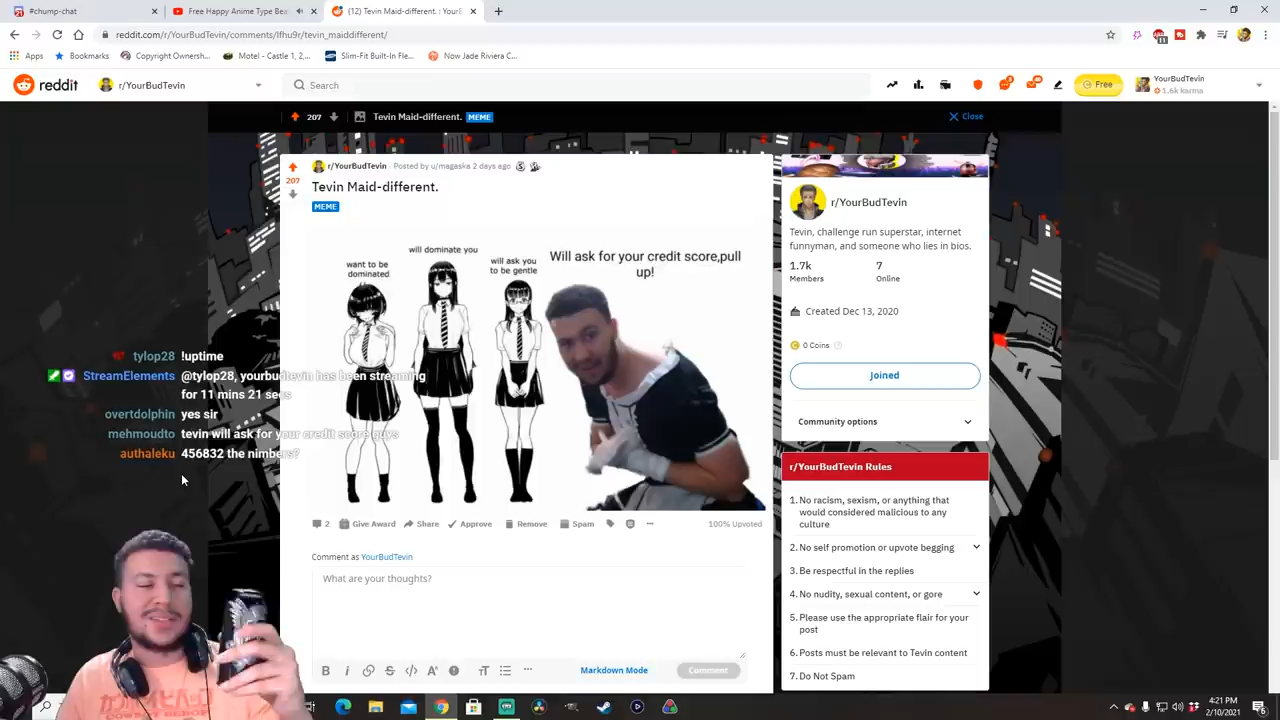 #chump-chat
Free Happy Anime Type Bea
(12) Tevin Maid-different. : YourB
reddit.com/r/YourBudTevin/comments/lfhu9r/tevin_maiddifferent/
11
Apps
Bookmarks
Copyright Ownersh...
Motel - Castle 1, 2,...
Slim-Fit Built-In Fle...
Now Jade Riviera C...
reddit
r/YourBudTevin
Search
Free
YourBudTevin
1.6k karma
207
Tevin Maid-different.
MEME
Close
207
r/YourBudTevin · Posted by u/magaska 2 days ago
Tevin Maid-different.
MEME
want to be
dominated
will dominate you
will ask you
to be gentle
Will ask for your credit score,pull
up!
tylop28 !uptime
StreamElements @tylop28, yourbudtevin has been streaming
for 11 mins 21 secs
overtdolphin yes sir
mehmoudto tevin will ask for your credit score guys
authaleku 456832 the nimbers?
2
Give Award
Share
Approve
Remove
Spam
100% Upvoted
Comment as YourBudTevin
What are your thoughts?
Markdown Mode
Comment
r/YourBudTevin
Tevin, challenge run superstar, internet
funnyman, and someone who lies in bios.
1.7k
Members
7
Online
Created Dec 13, 2020
0 Coins
Joined
Community options
r/YourBudTevin Rules
1. No racism, sexism, or anything that
would considered malicious to any
culture
2. No self promotion or upvote begging
3. Be respectful in the replies
4. No nudity, sexual content, or gore
5. Please use the appropriate flair for your
post
6. Posts must be relevant to Tevin content
7. Do Not Spam
4:21 PM
2/10/2021